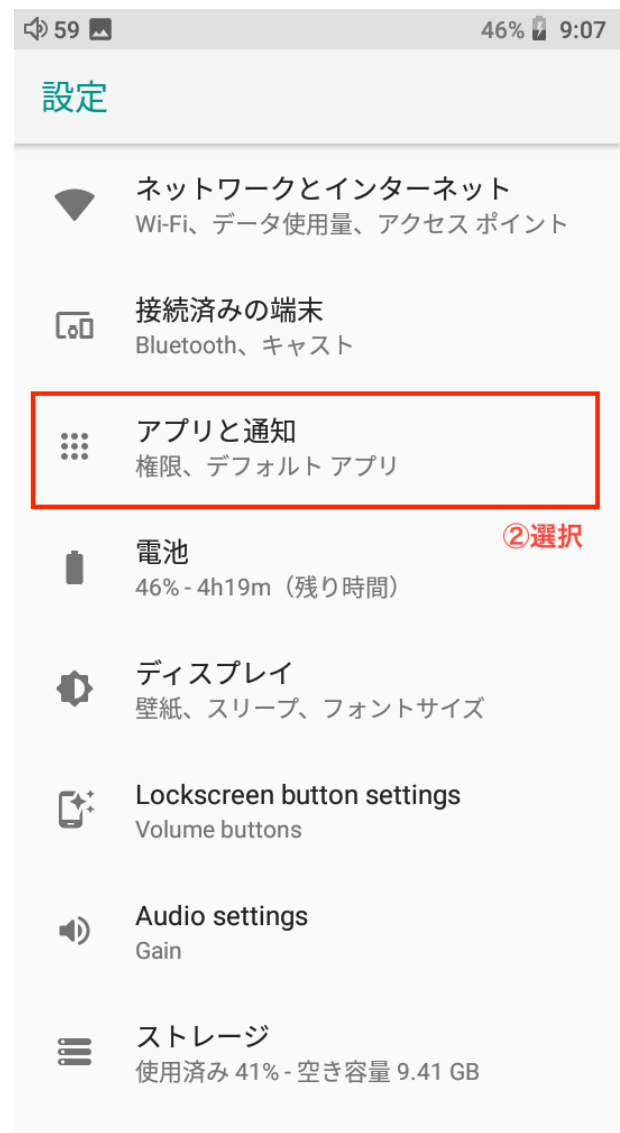 59 46% 9:07
設定
ネットワークとインターネット
Wi-Fi、データ使用量、アクセス ポイント
接続済みの端末
Bluetooth、キャスト
アプリと通知
権限、デフォルト アプリ
②選択
電池
46% - 4h19m（残り時間）
ディスプレイ
壁紙、スリープ、フォントサイズ
Lockscreen button settings
Volume buttons
Audio settings
Gain
ストレージ
使用済み 41% - 空き容量 9.41 GB